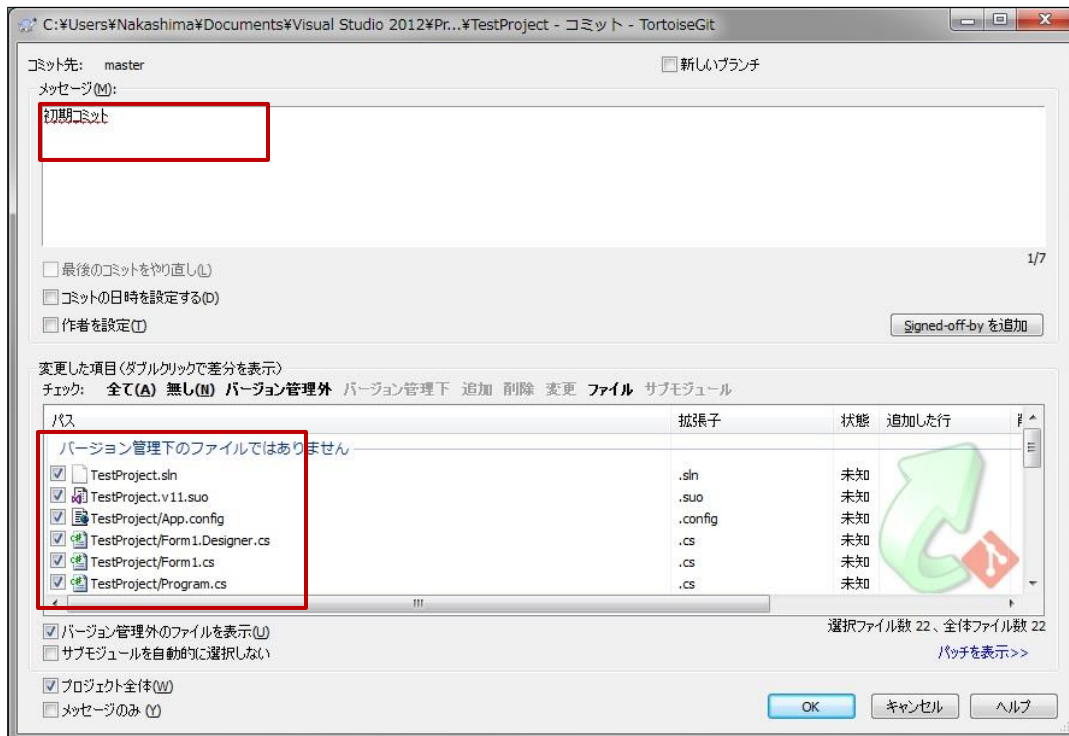 C:¥Users¥Nakashima¥Documents¥Visual Studio 2012¥Pr...¥TestProject - コミット - TortoiseGit
コミット先: master
新しいブランチ
メッセージ(M):
初期コミット
1/7
最後のコミットをやり直し(L)
コミットの日時を設定する(D)
作者を設定(T)
Signed-off-by を追加
変更した項目(ダブルクリックで差分を表示)
チェック: 全て(A) 無し(N) バージョン管理外 バージョン管理下 追加 削除 変更 ファイル サブモジュール
パス 拡張子 状態 追加した行
バージョン管理下のファイルではありません
TestProject.sln .sln 未知
TestProject.v11.suo .suo 未知
TestProject/App.config .config 未知
TestProject/Form1.Designer.cs .cs 未知
TestProject/Form1.cs .cs 未知
TestProject/Program.cs .cs 未知
バージョン管理外のファイルを表示(U)
選択ファイル数 22、全体ファイル数 22
サブモジュールを自動的に選択しない
パッチを表示>>
プロジェクト全体(W)
メッセージのみ (Y)
OK キャンセル ヘルプ